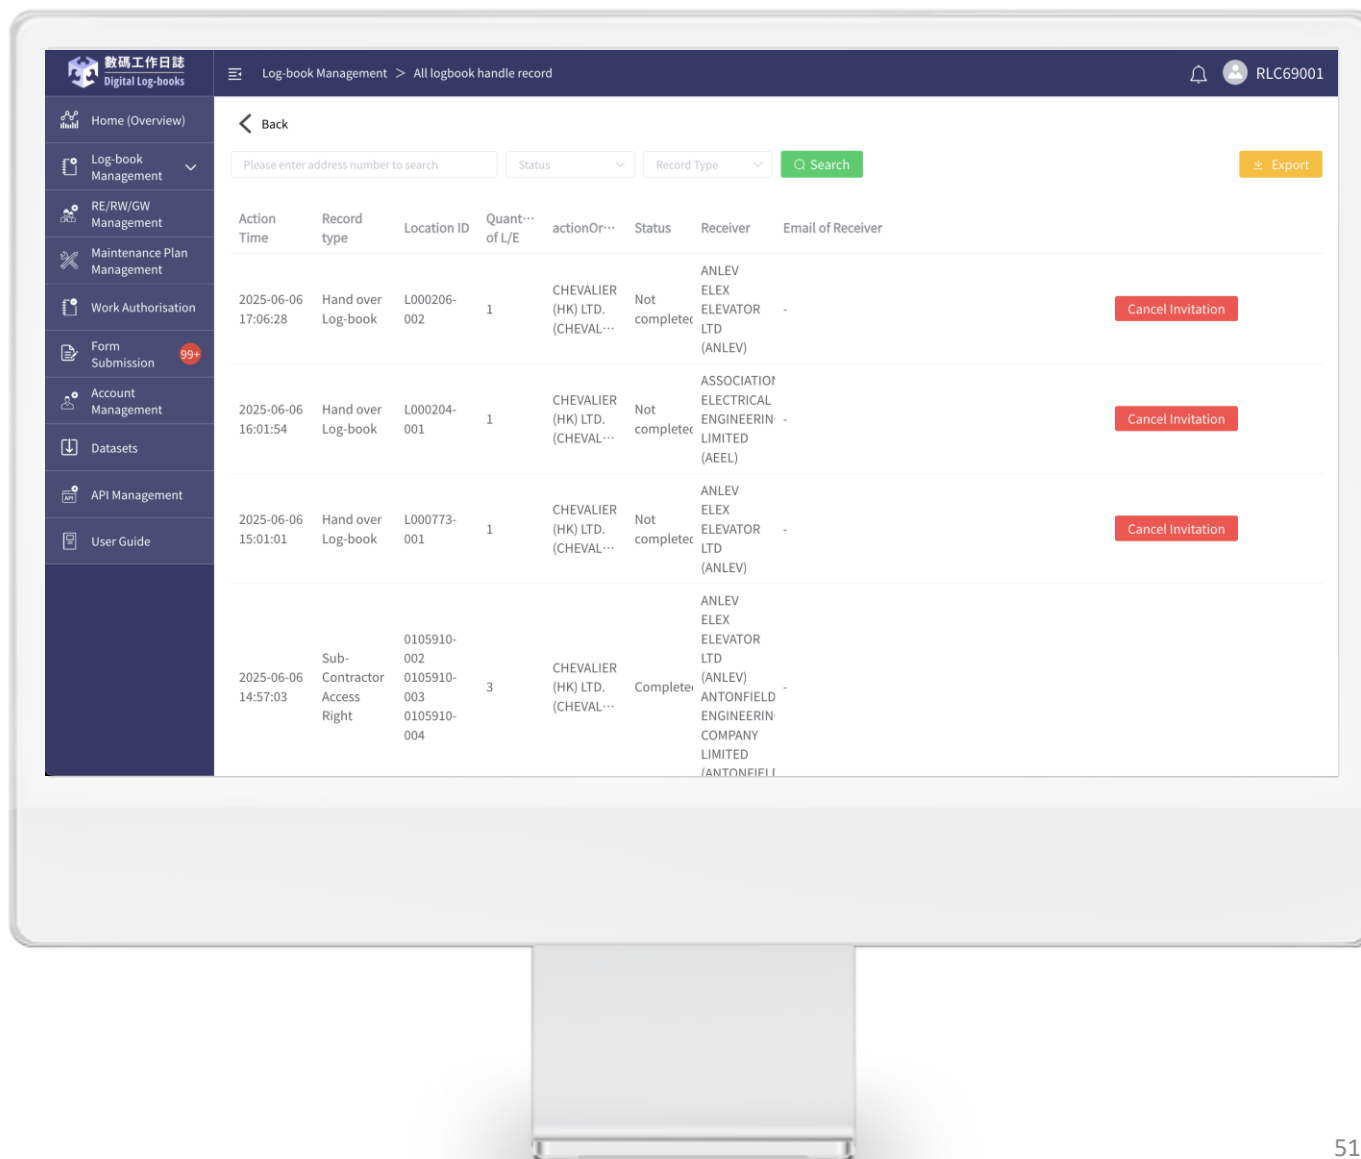 數碼工作日誌
Digital Log-books
Log-book Management > All logbook handle record
RLC69001
Home (Overview)
Log-book
Management
RE/RW/GW
Management
Maintenance Plan
Management
Work Authorisation
Form
Submission
99+
Account
Management
Datasets
API
API Management
User Guide
Back
Please enter address number to search
Status
Record Type
Search
Export
Action
Time
Record
type
Location ID
Quant···
of L/E
actionOr···
Status
Receiver
Email of Receiver
2025-06-06
17:06:28
Hand over
Log-book
L000206-
002
1
CHEVALIER
(HK) LTD.
(CHEVAL···
Not
completed
ANLEV
ELEX
ELEVATOR
LTD
(ANLEV)
-
Cancel Invitation
2025-06-06
16:01:54
Hand over
Log-book
L000204-
001
1
CHEVALIER
(HK) LTD.
(CHEVAL···
Not
completed
ASSOCIATION
ELECTRICAL
ENGINEERIN
LIMITED
(AEEL)
-
Cancel Invitation
2025-06-06
15:01:01
Hand over
Log-book
L000773-
001
1
CHEVALIER
(HK) LTD.
(CHEVAL···
Not
completed
ANLEV
ELEX
ELEVATOR
LTD
(ANLEV)
-
Cancel Invitation
2025-06-06
14:57:03
Sub-
Contractor
Access
Right
0105910-
002
0105910-
003
0105910-
004
3
CHEVALIER
(HK) LTD.
(CHEVAL···
Completed
ANLEV
ELEX
ELEVATOR
LTD
(ANLEV)
ANTONFIELD
ENGINEERIN
COMPANY
LIMITED
(ANTONFIELD
-
51